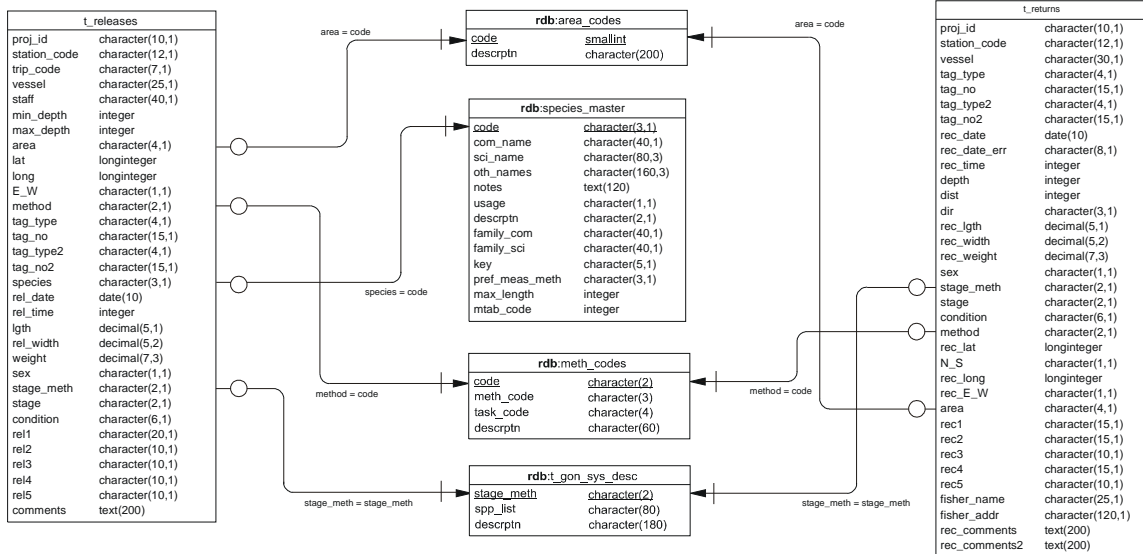 t_releases
proj_id character(10,1)
station_code character(12,1)
trip_code character(7,1)
vessel character(25,1)
staff character(40,1)
min_depth integer
max_depth integer
area character(4,1)
lat longinteger
long longinteger
E_W character(1,1)
method character(2,1)
tag_type character(4,1)
tag_no character(15,1)
tag_type2 character(4,1)
tag_no2 character(15,1)
species character(3,1)
rel_date date(10)
rel_time integer
lgth decimal(5,1)
rel_width decimal(5,2)
weight decimal(7,3)
sex character(1,1)
stage_meth character(2,1)
stage character(2,1)
condition character(6,1)
rel1 character(20,1)
rel2 character(10,1)
rel3 character(10,1)
rel4 character(10,1)
rel5 character(10,1)
comments text(200)
area = code
species = code
method = code
stage_meth = stage_meth
rdb:area_codes
code smallint
descrptn character(200)
rdb:species_master
code character(3,1)
com_name character(40,1)
sci_name character(80,3)
oth_names character(160,3)
notes text(120)
usage character(1,1)
descrptn character(2,1)
family_com character(40,1)
family_sci character(40,1)
key character(5,1)
pref_meas_meth character(3,1)
max_length integer
mtab_code integer
rdb:meth_codes
code character(2)
meth_code character(3)
task_code character(4)
descrptn character(60)
rdb:t_gon_sys_desc
stage_meth character(2)
spp_list character(80)
descrptn character(180)
area = code
method = code
stage_meth = stage_meth
t_returns
proj_id character(10,1)
station_code character(12,1)
vessel character(30,1)
tag_type character(4,1)
tag_no character(15,1)
tag_type2 character(4,1)
tag_no2 character(15,1)
rec_date date(10)
rec_date_err character(8,1)
rec_time integer
depth integer
dist integer
dir character(3,1)
rec_lgth decimal(5,1)
rec_width decimal(5,2)
rec_weight decimal(7,3)
sex character(1,1)
stage_meth character(2,1)
stage character(2,1)
condition character(6,1)
method character(2,1)
rec_lat longinteger
N_S character(1,1)
rec_long longinteger
rec_E_W character(1,1)
area character(4,1)
rec1 character(15,1)
rec2 character(15,1)
rec3 character(10,1)
rec4 character(15,1)
rec5 character(10,1)
fisher_name character(25,1)
fisher_addr character(120,1)
rec_comments text(200)
rec_comments2 text(200)